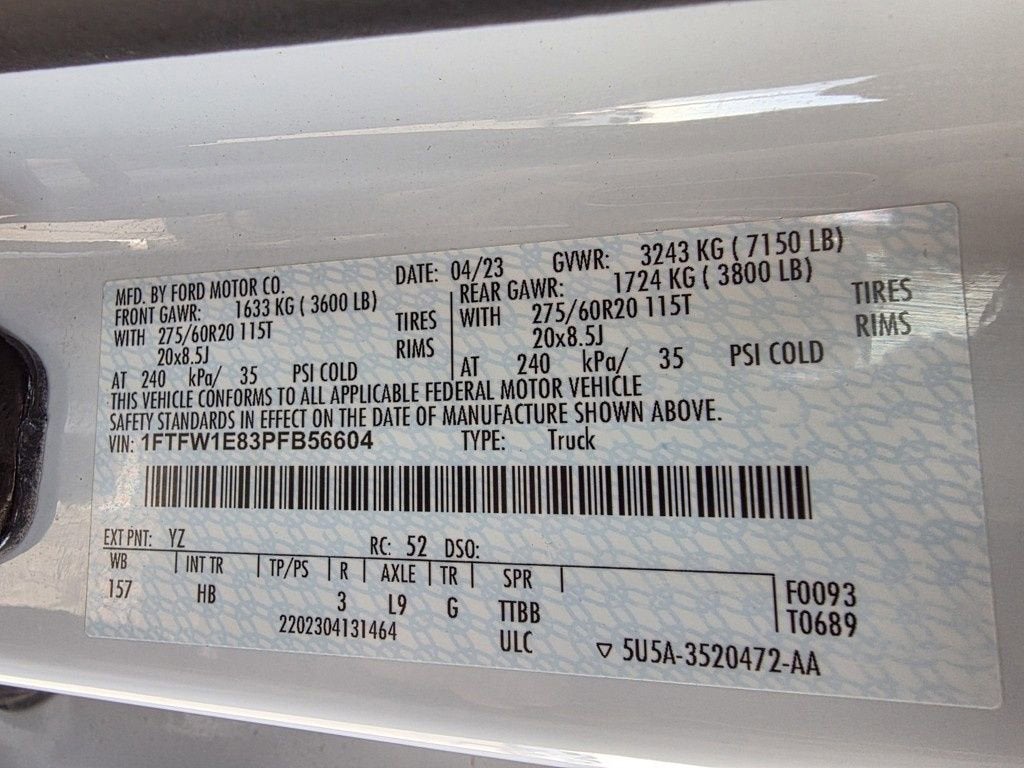 MFD. BY FORD MOTOR CO. DATE: 04/23 GVWR: 3243 KG ( 7150 LB)
FRONT GAWR: 1633 KG ( 3600 LB) REAR GAWR: 1724 KG ( 3800 LB)
WITH 275/60R20 115T TIRES WITH 275/60R20 115T TIRES
20x8.5J RIMS 20x8.5J RIMS
AT 240 kPa/ 35 PSI COLD AT 240 kPa/ 35 PSI COLD
THIS VEHICLE CONFORMS TO ALL APPLICABLE FEDERAL MOTOR VEHICLE
SAFETY STANDARDS IN EFFECT ON THE DATE OF MANUFACTURE SHOWN ABOVE.
VIN: 1FTFW1E83PFB56604 TYPE: Truck
EXT PNT: YZ RC: 52 DSO:
WB INT TR TP/PS R AXLE TR SPR
157 HB 3 L9 G TTBB F0093
2202304131464 ULC T0689
▽ 5U5A-3520472-AA